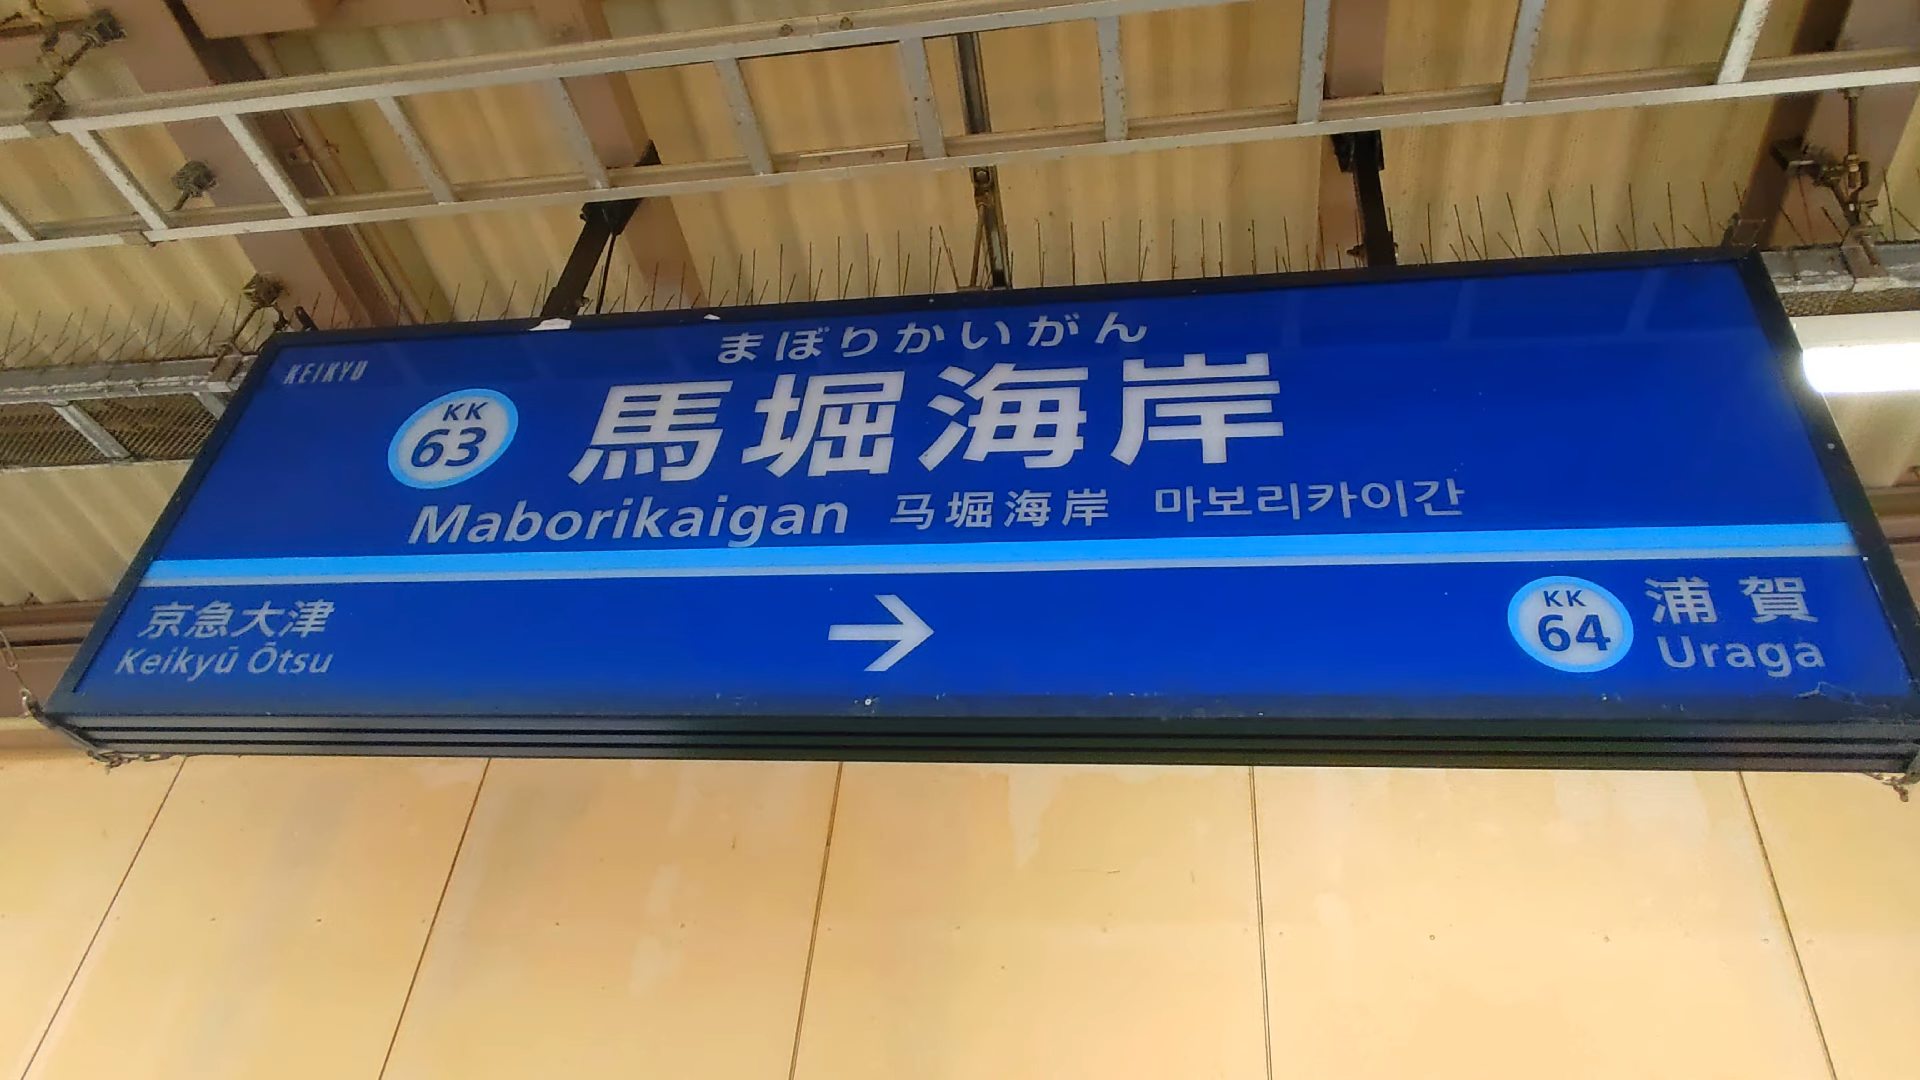 KEIKYU
まぼりかいがん
KK 63 馬堀海岸
Maborikaigan 马堀海岸 마보리카이간
京急大津 → KK 64 浦賀
Keikyū Ōtsu Uraga